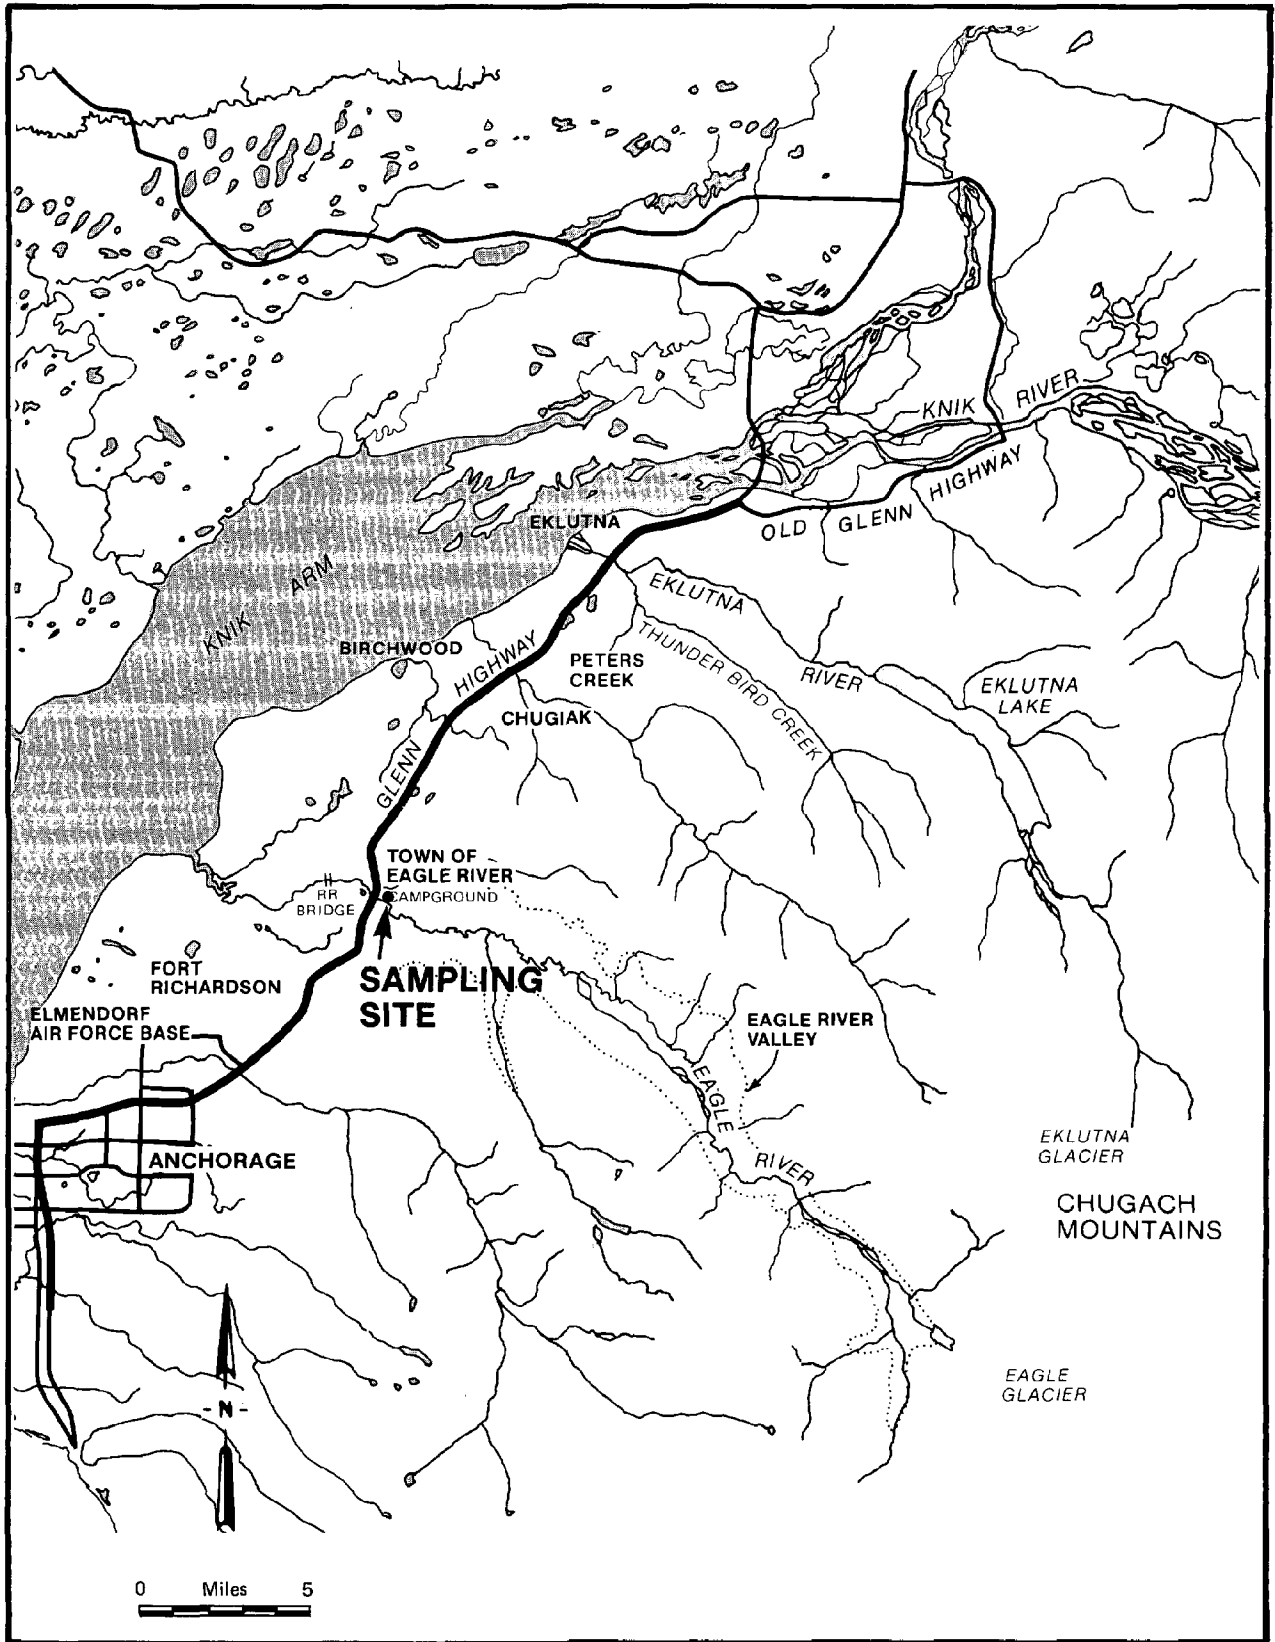 KNIK
RIVER
OLD GLENN HIGHWAY
EKLUTNA
KNIK ARM
EKLUTNA
RIVER
BIRCHWOOD
GLENN HIGHWAY
PETERS
CREEK
THUNDER BIRD CREEK
EKLUTNA
LAKE
CHUGIAK
TOWN OF
EAGLE RIVER
CAMPGROUND
RR
BRIDGE
SAMPLING
SITE
FORT
RICHARDSON
ELMENDORF
AIR FORCE BASE
EAGLE RIVER
VALLEY
EAGLE
RIVER
ANCHORAGE
EKLUTNA
GLACIER
CHUGACH
MOUNTAINS
EAGLE
GLACIER
-N-
0 Miles 5